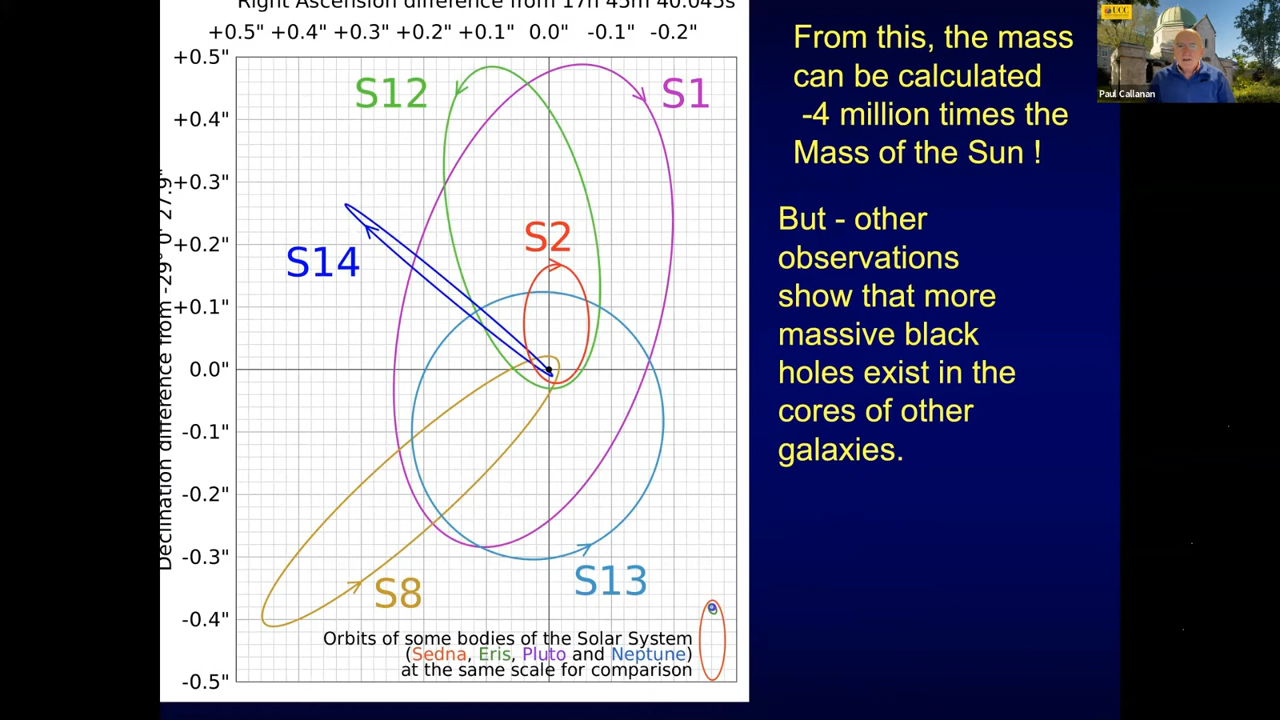 Right Ascension difference from 17h 45m 40.045s
+0.5" +0.4" +0.3" +0.2" +0.1" 0.0" -0.1" -0.2"
+0.5"
+0.4"
+0.3"
+0.2"
+0.1"
0.0"
-0.1"
-0.2"
-0.3"
-0.4"
-0.5"
Declination difference from -29° 0' 27.9"
S12
S1
S2
S14
S13
S8
Orbits of some bodies of the Solar System
(Sedna, Eris, Pluto and Neptune)
at the same scale for comparison
From this, the mass
can be calculated
-4 million times the
Mass of the Sun !
But - other
observations
show that more
massive black
holes exist in the
cores of other
galaxies.
UCC
Paul Callanan